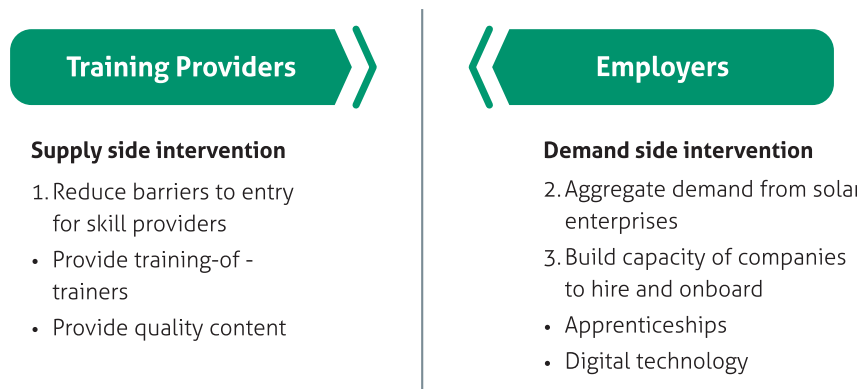 Training Providers
Supply side intervention
1. Reduce barriers to entry
for skill providers
• Provide training-of -
trainers
• Provide quality content
Employers
Demand side intervention
2. Aggregate demand from solar
enterprises
3. Build capacity of companies
to hire and onboard
• Apprenticeships
• Digital technology